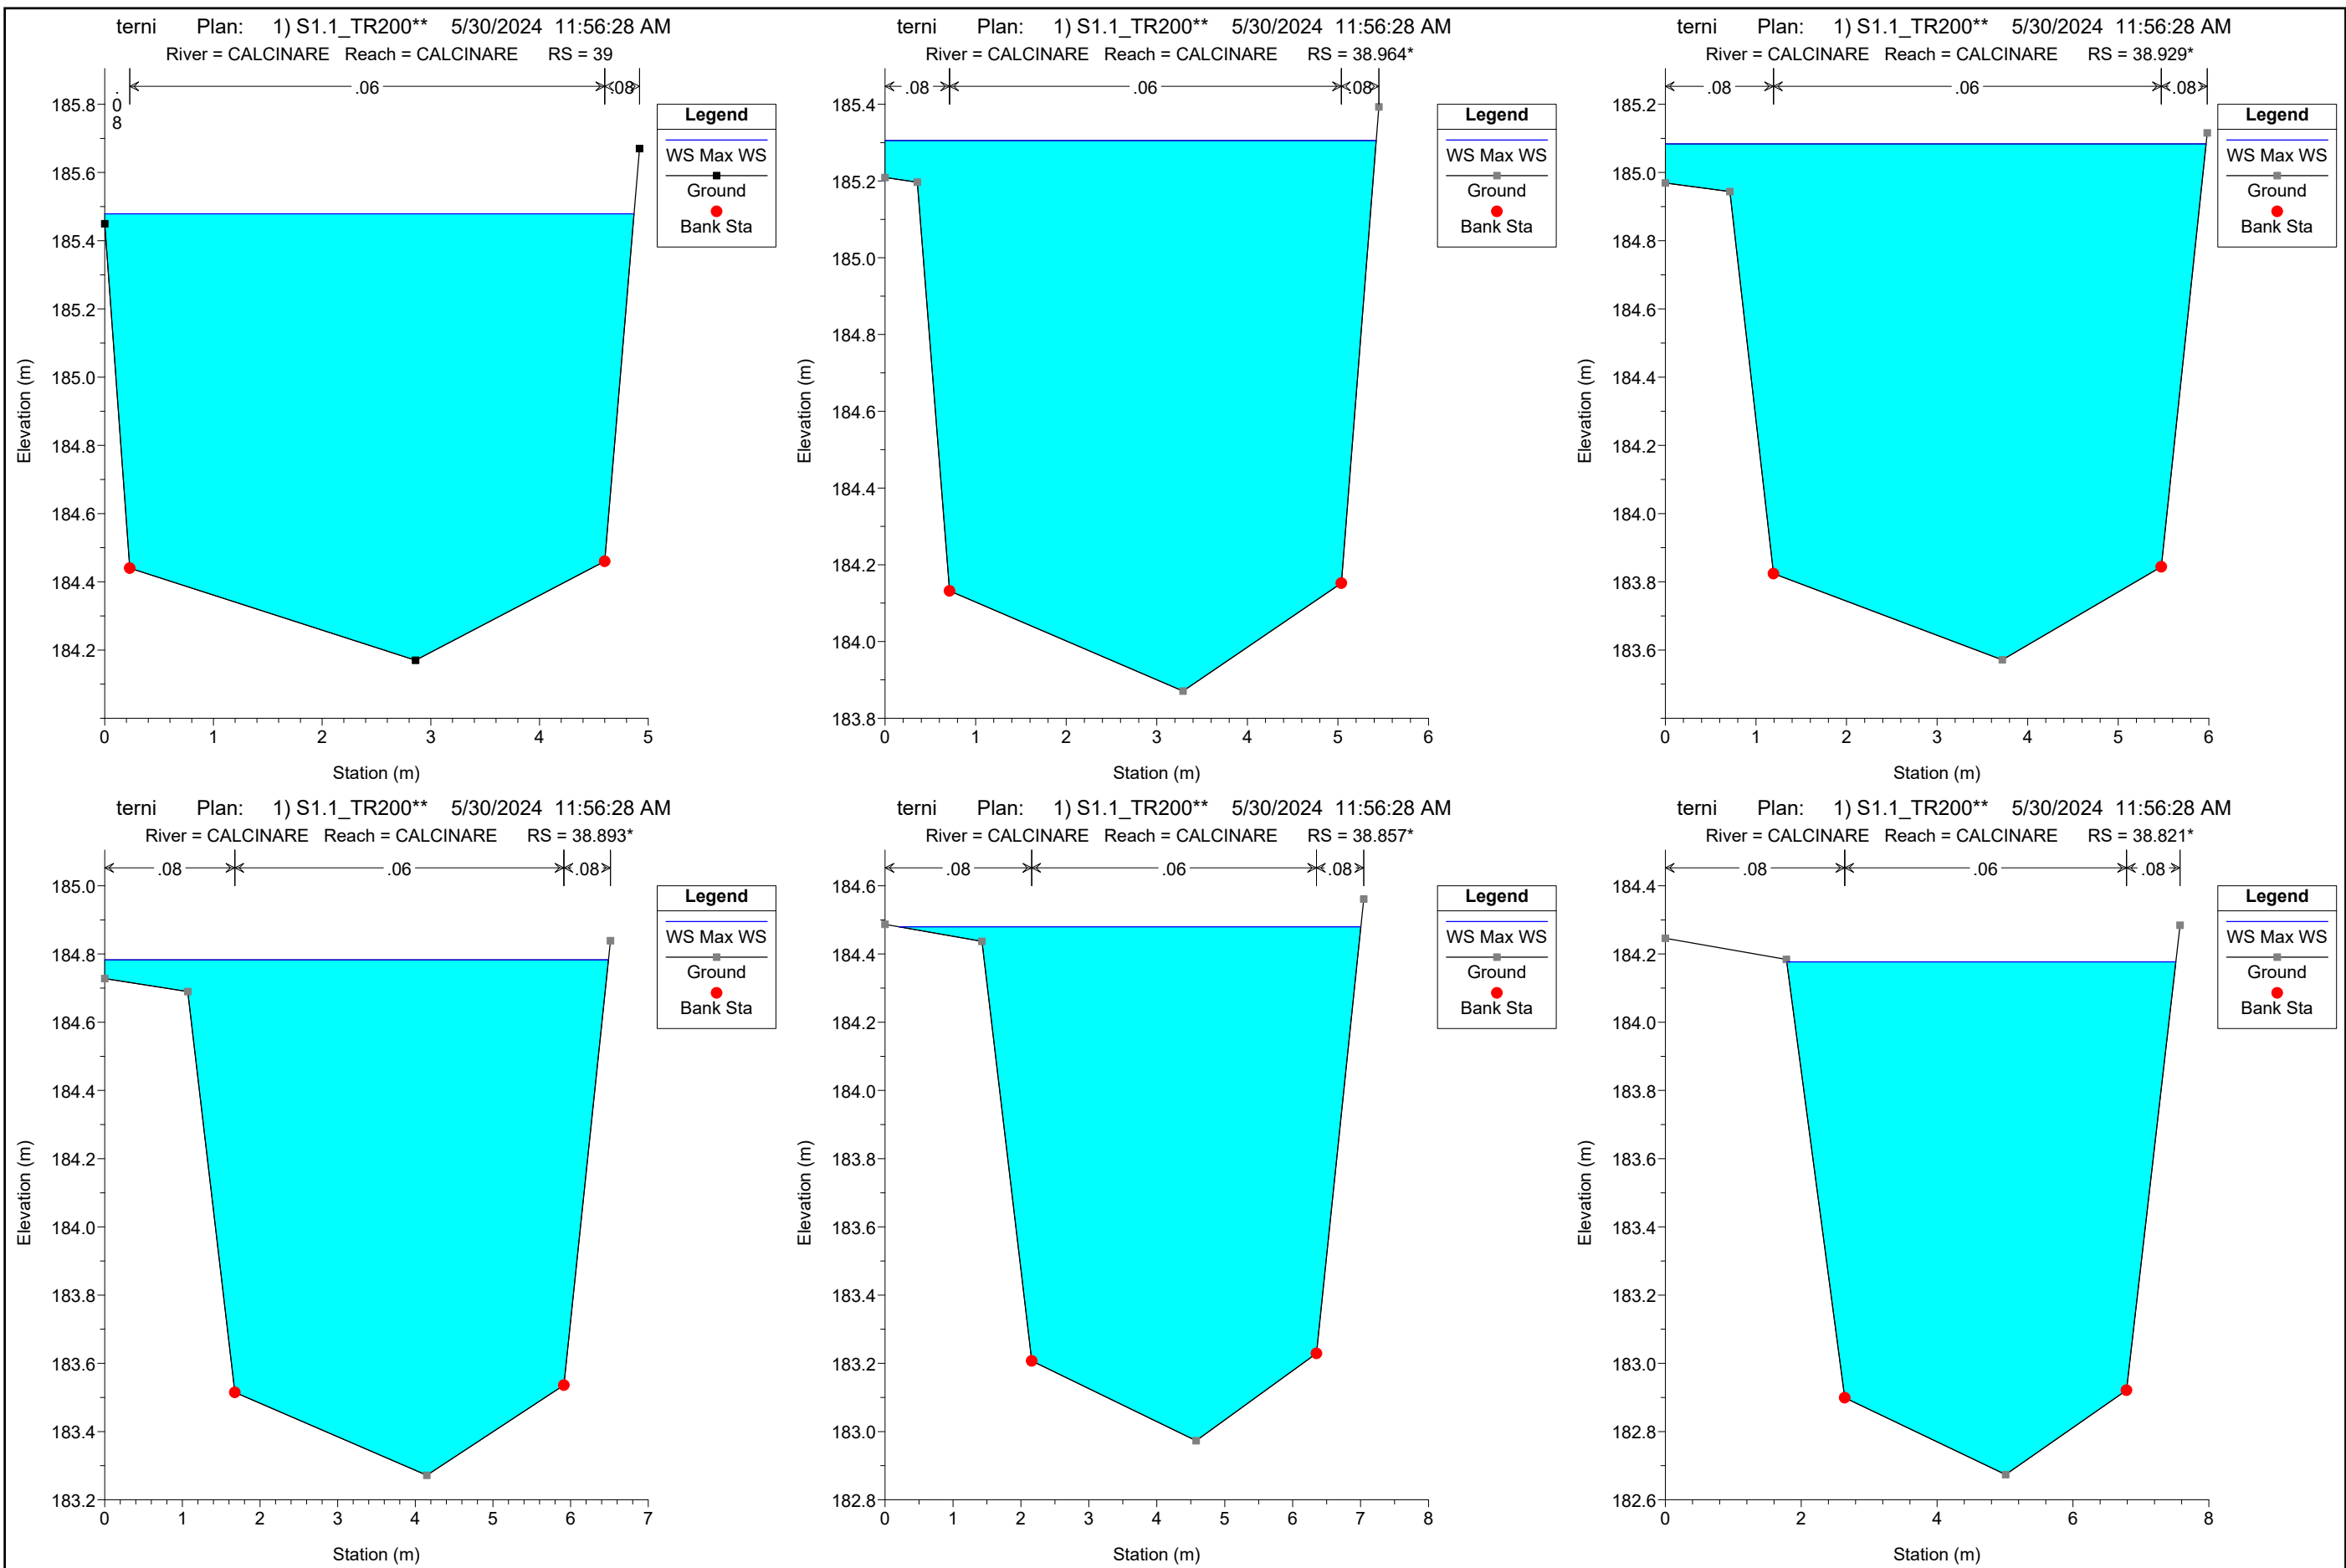 terni Plan: 1) S1.1_TR200** 5/30/2024 11:56:28 AM
River = CALCINARE Reach = CALCINARE RS = 39
.08 .06 .08
Legend
WS Max WS
Ground
Bank Sta
185.8
185.6
185.4
185.2
185.0
184.8
184.6
184.4
184.2
Elevation (m)
0 1 2 3 4 5
Station (m)
terni Plan: 1) S1.1_TR200** 5/30/2024 11:56:28 AM
River = CALCINARE Reach = CALCINARE RS = 38.964*
.08 .06 .08
Legend
WS Max WS
Ground
Bank Sta
185.4
185.2
185.0
184.8
184.6
184.4
184.2
184.0
183.8
Elevation (m)
0 1 2 3 4 5 6
Station (m)
terni Plan: 1) S1.1_TR200** 5/30/2024 11:56:28 AM
River = CALCINARE Reach = CALCINARE RS = 38.929*
.08 .06 .08
Legend
WS Max WS
Ground
Bank Sta
185.2
185.0
184.8
184.6
184.4
184.2
184.0
183.8
183.6
Elevation (m)
0 1 2 3 4 5 6
Station (m)
terni Plan: 1) S1.1_TR200** 5/30/2024 11:56:28 AM
River = CALCINARE Reach = CALCINARE RS = 38.893*
.08 .06 .08
Legend
WS Max WS
Ground
Bank Sta
185.0
184.8
184.6
184.4
184.2
184.0
183.8
183.6
183.4
183.2
Elevation (m)
0 1 2 3 4 5 6 7
Station (m)
terni Plan: 1) S1.1_TR200** 5/30/2024 11:56:28 AM
River = CALCINARE Reach = CALCINARE RS = 38.857*
.08 .06 .08
Legend
WS Max WS
Ground
Bank Sta
184.6
184.4
184.2
184.0
183.8
183.6
183.4
183.2
183.0
182.8
Elevation (m)
0 1 2 3 4 5 6 7 8
Station (m)
terni Plan: 1) S1.1_TR200** 5/30/2024 11:56:28 AM
River = CALCINARE Reach = CALCINARE RS = 38.821*
.08 .06 .08
Legend
WS Max WS
Ground
Bank Sta
184.4
184.2
184.0
183.8
183.6
183.4
183.2
183.0
182.8
182.6
Elevation (m)
0 2 4 6 8
Station (m)